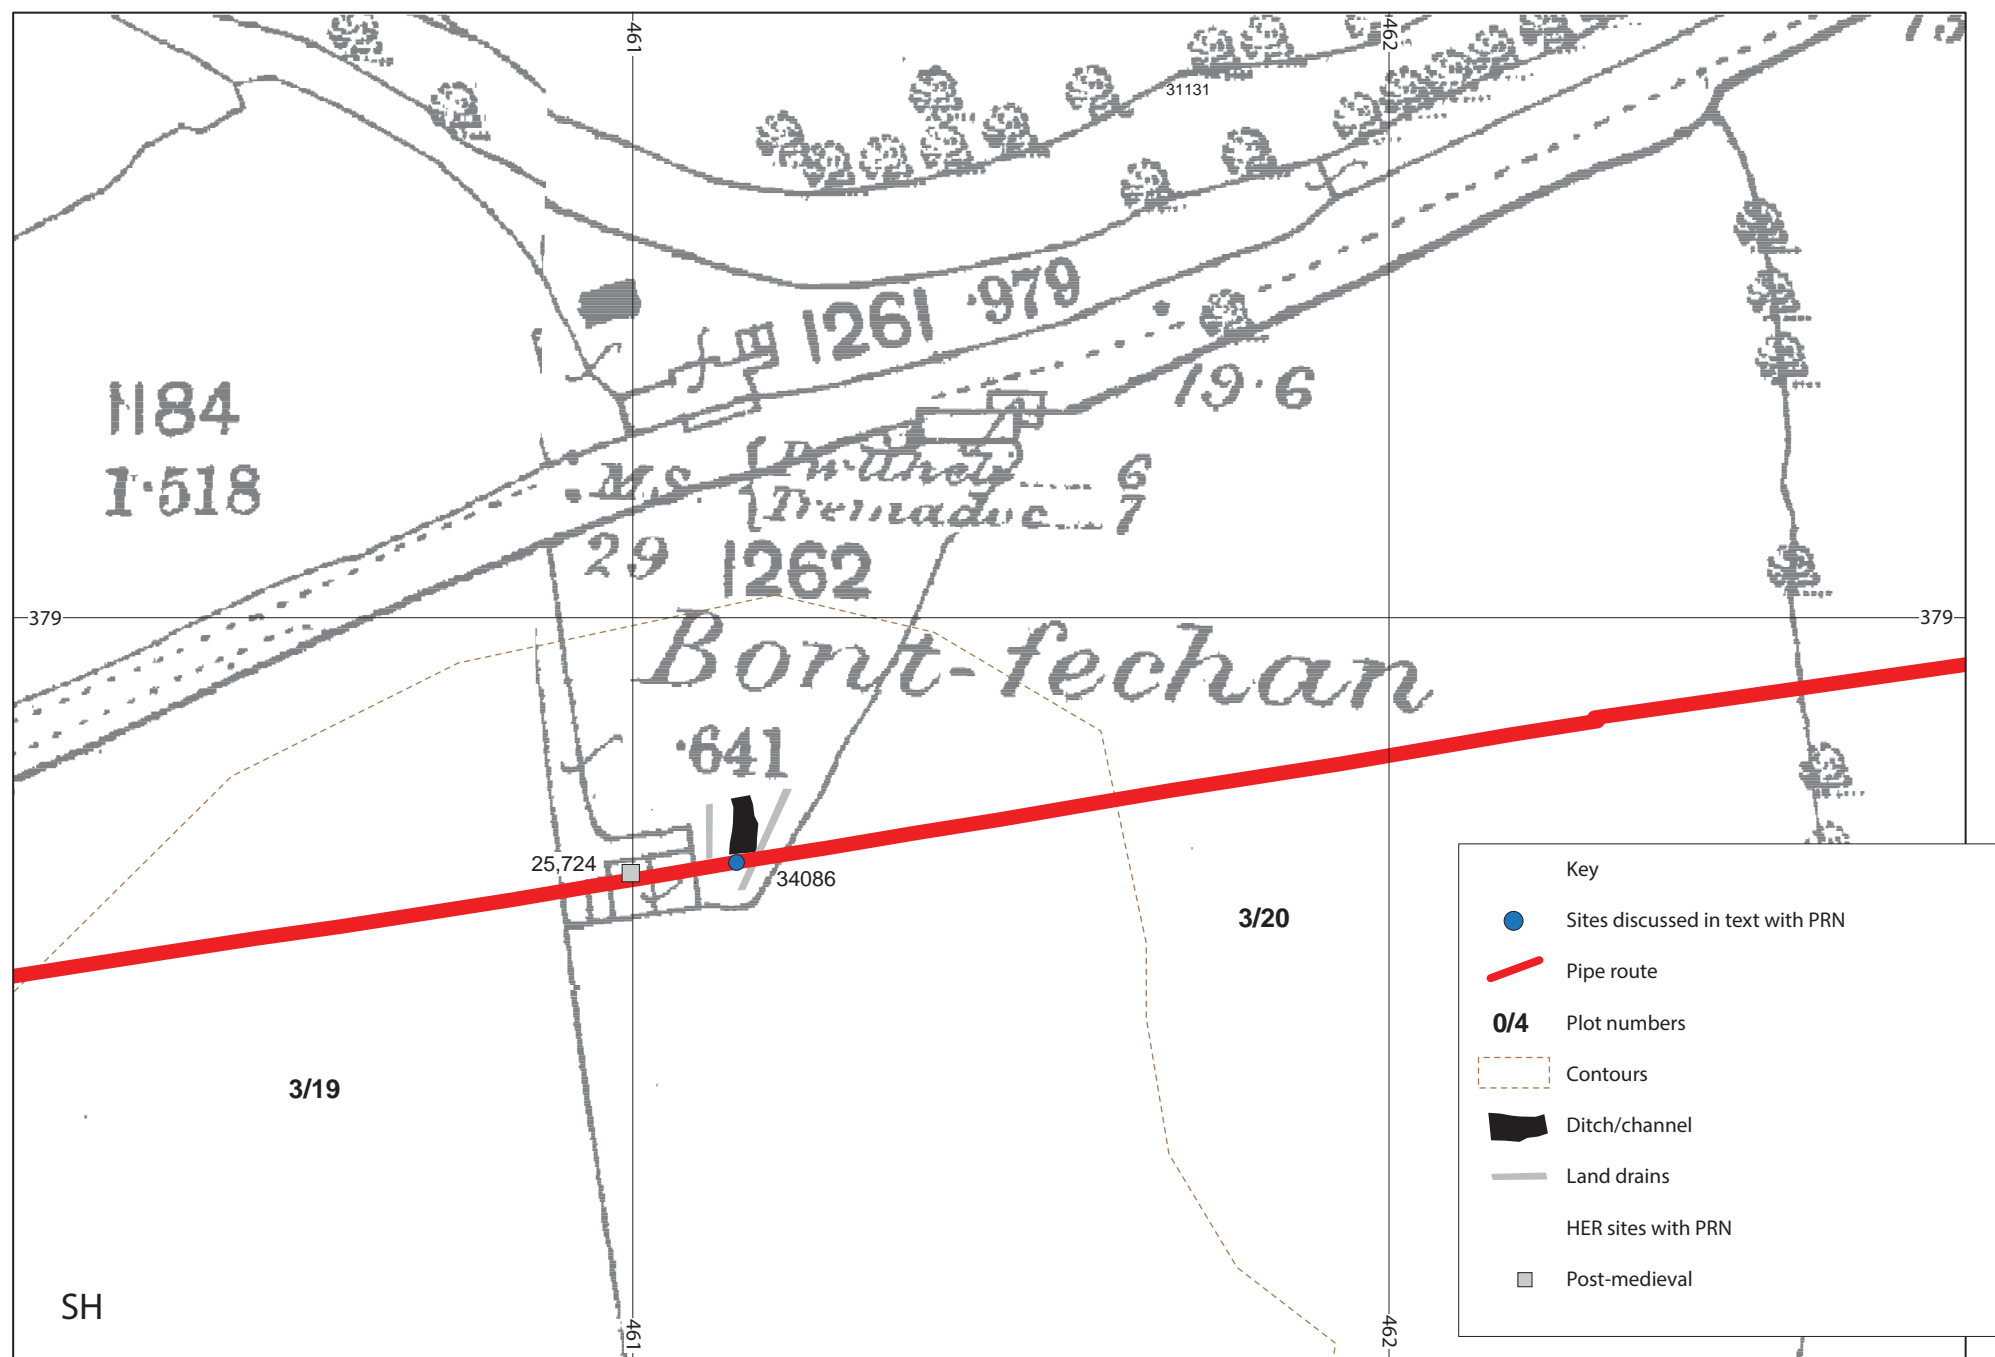 461
462
31131
1261 ·979
19·6
1184
1·518
M.S.
Pwllheli 6
Tremadoc 7
29
1262
379
379
Bont-fechan
·641
25,724
34086
3/20
3/19
SH
461
462
Key
Sites discussed in text with PRN
Pipe route
0/4 Plot numbers
Contours
Ditch/channel
Land drains
HER sites with PRN
Post-medieval